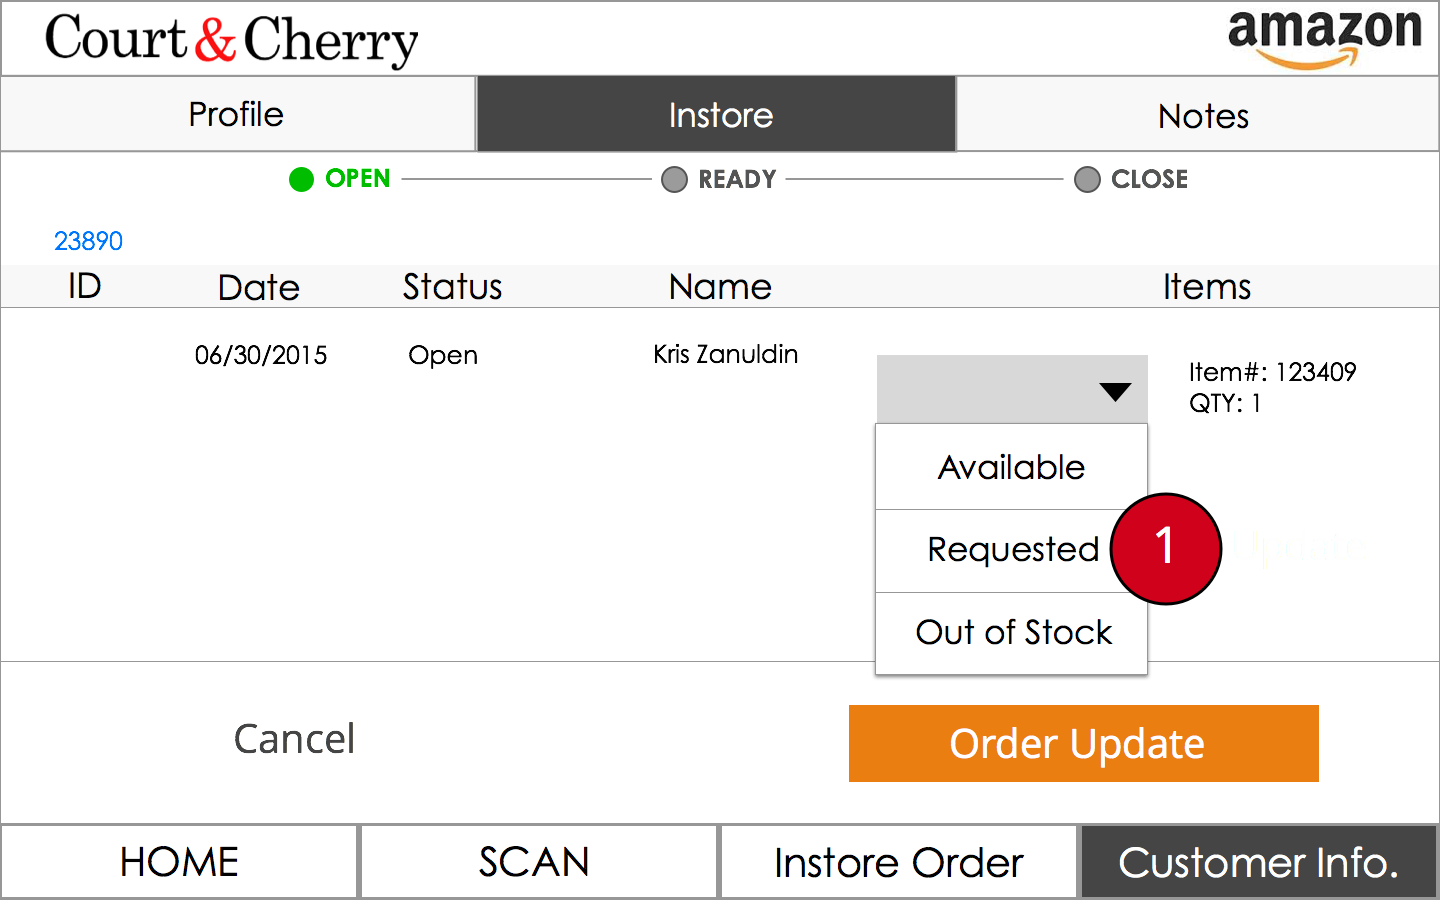 Court&Cherry
amazon
Profile
Instore
Notes
OPEN
READY
CLOSE
23890
ID
Date
Status
Name
Items
06/30/2015
Open
Kris Zanuldin
Item#: 123409
QTY: 1
Available
Requested
1
Update
Out of Stock
Cancel
Order Update
HOME
SCAN
Instore Order
Customer Info.